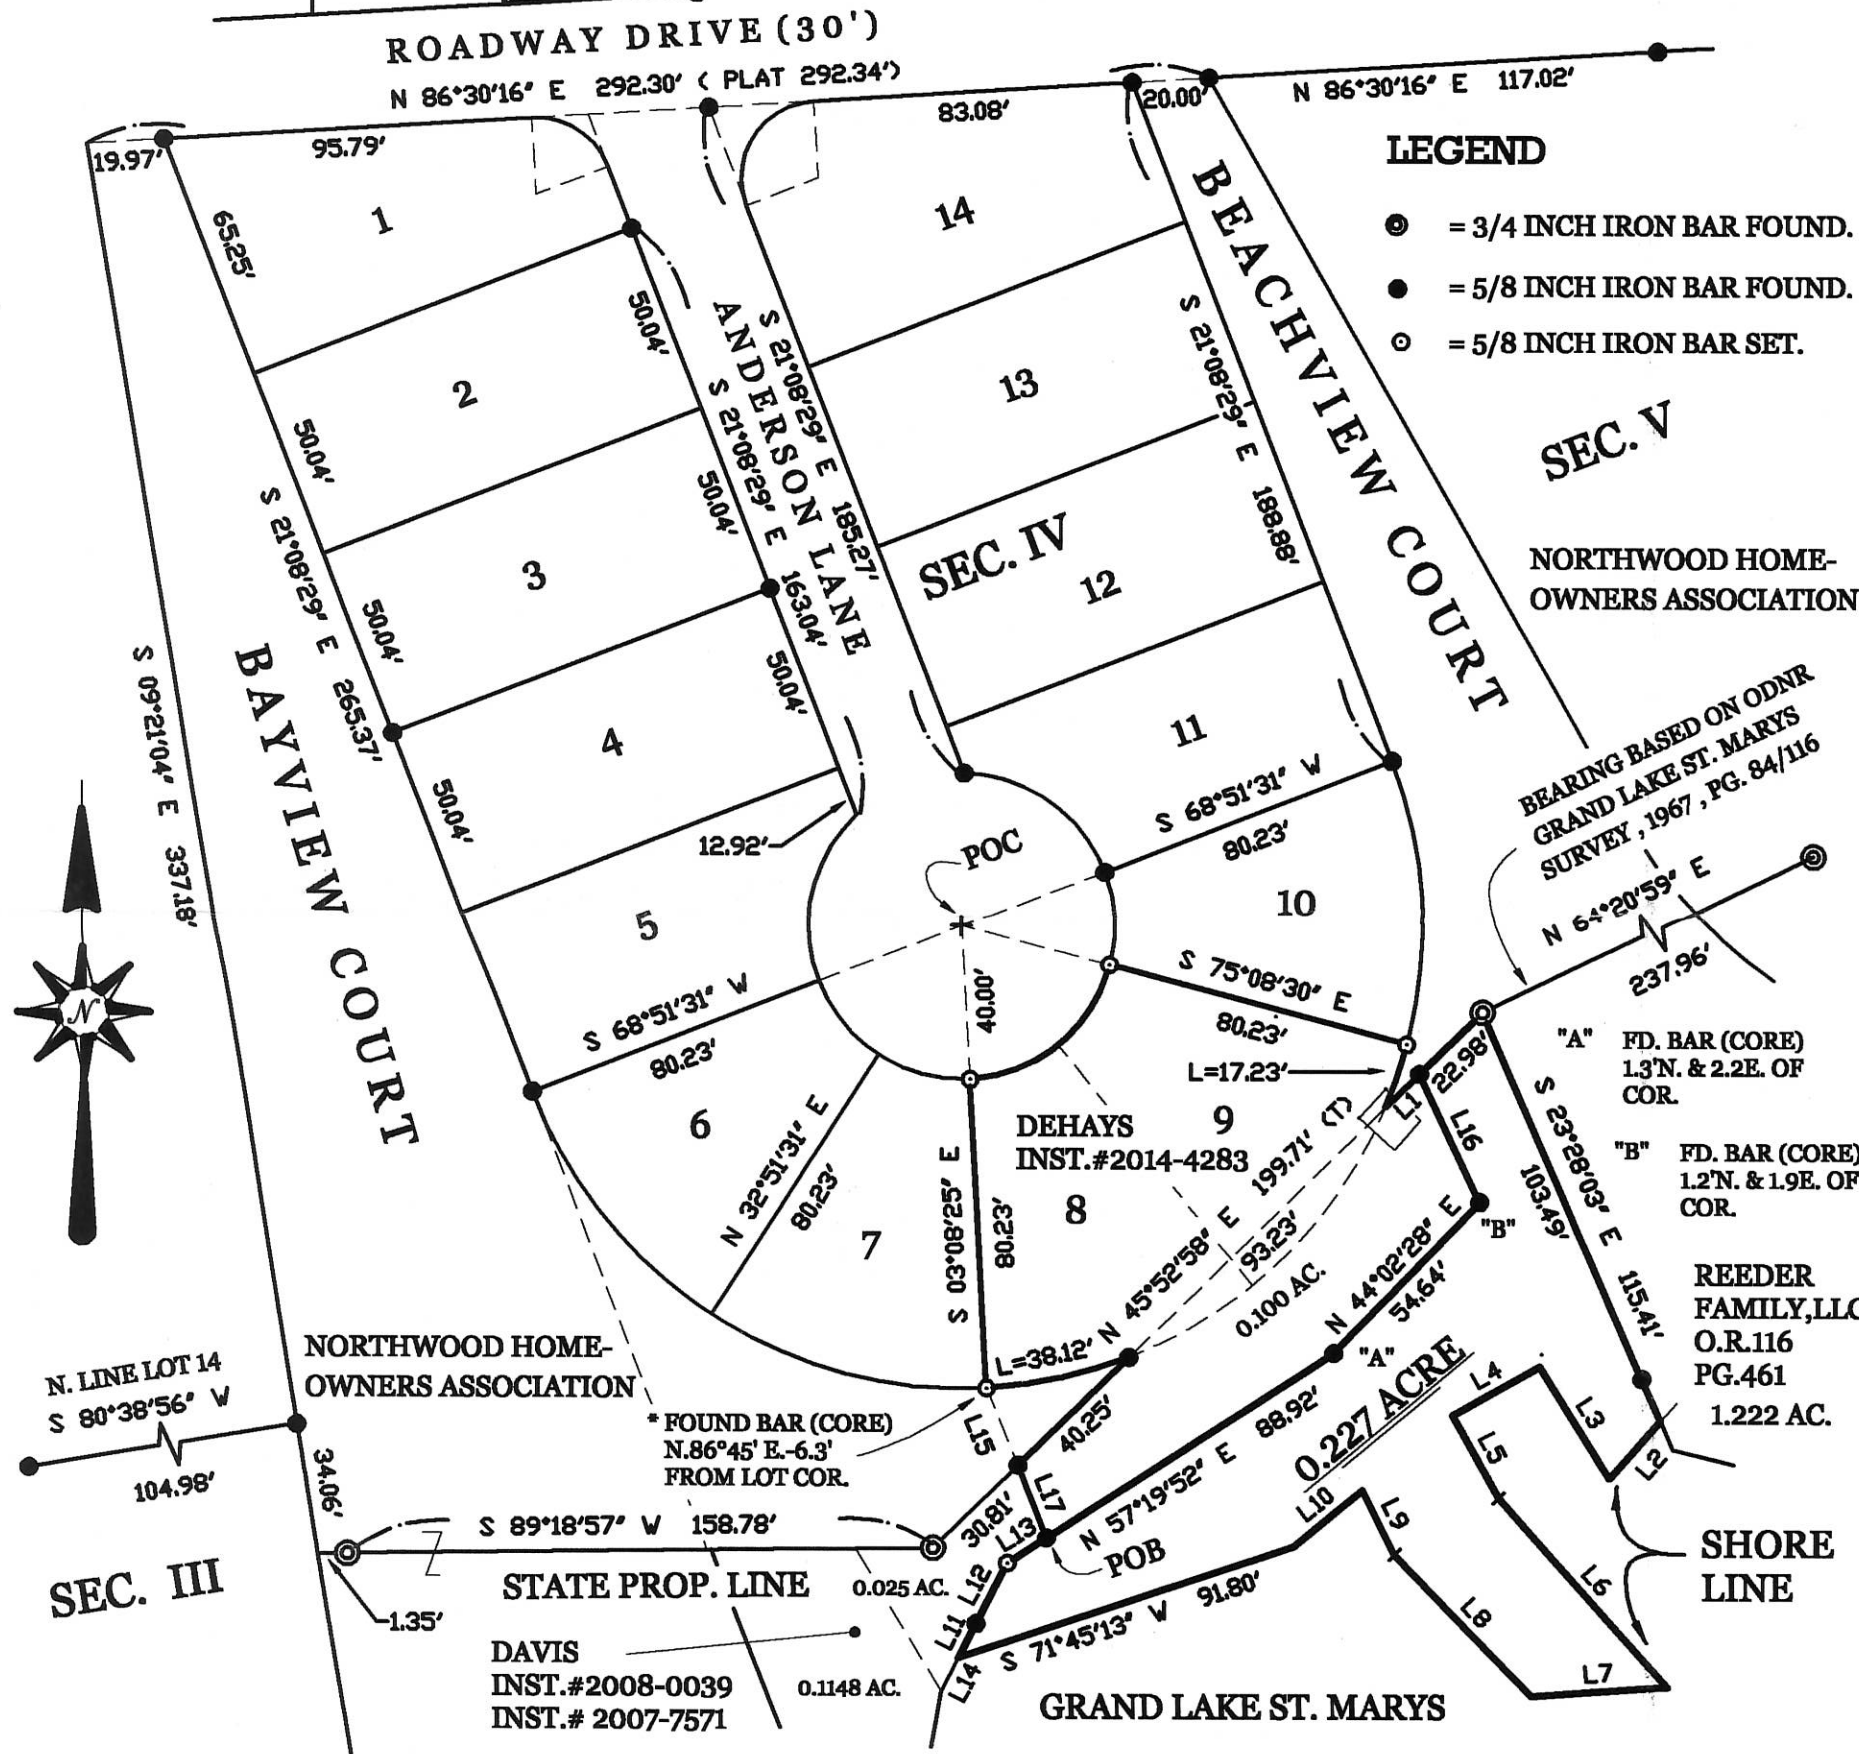 ROADWAY DRIVE (30')
N 86°30'16" E 292.30' ( PLAT 292.34')
N 86°30'16" E 117.02'
19.97'
95.79'
83.08'
20.00'
LEGEND
= 3/4 INCH IRON BAR FOUND.
= 5/8 INCH IRON BAR FOUND.
= 5/8 INCH IRON BAR SET.
1
65.25'
14
BEACHVIEW COURT
2
50.04'
50.04'
ANDERSON LANE
S 21°08'29" E 185.27'
S 21°08'29" E 163.04'
13
S 21°08'29" E 188.88'
SEC. V
3
50.04'
S 21°08'29" E 265.37'
50.04'
SEC. IV
12
NORTHWOOD HOME-
OWNERS ASSOCIATION
S 09°21'04" E 337.18'
BAYVIEW COURT
4
50.04'
50.04'
11
S 68°51'31" W
80.23'
BEARING BASED ON ODNR
GRAND LAKE ST. MARYS
SURVEY , 1967 , PG. 84/116
12.92'
POC
5
10
N 64°20'59" E
237.96'
S 68°51'31" W
80.23'
40.00'
S 75°08'30" E
80.23'
N
6
L=17.23'
9
L1
22.98'
L16
S 23°28'03" E 115.41'
103.49'
"A" FD. BAR (CORE)
1.3'N. & 2.2E. OF
COR.
"B" FD. BAR (CORE)
1.2'N. & 1.9E. OF
COR.
"B"
DEHAYS
INST.#2014-4283
N 32°51'31" E
80.23'
7
S 03°08'25" E
80.23'
8
N 45°52'58" E 199.71' (T)
93.23'
0.100 AC.
N 44°02'28" E
54.64'
"A"
REEDER
FAMILY,LLC
O.R.116
PG.461
1.222 AC.
N. LINE LOT 14
S 80°38'56" W
104.98'
NORTHWOOD HOME-
OWNERS ASSOCIATION
L=38.12'
* FOUND BAR (CORE)
N.86°45' E.-6.3'
FROM LOT COR.
L15
40.25'
N 57°19'52" E 88.92'
0.227 ACRE
L4
L3
L5
L2
34.06'
S 89°18'57" W 158.78'
30.81'
L17
L13
POB
L10
L9
SHORE
LINE
SEC. III
1.35'
STATE PROP. LINE
0.025 AC.
L12
L11
L14
S 71°45'13" W 91.80'
L8
L6
L7
DAVIS
INST.#2008-0039
INST.# 2007-7571
0.1148 AC.
GRAND LAKE ST. MARYS